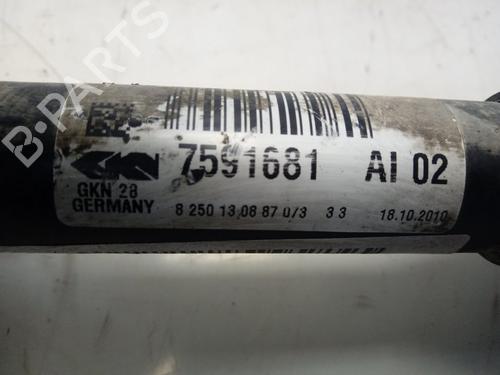 B-PARTS
GKN 7591681 AI 02
GKN 28
GERMANY 8 250 13 08 87 0/3 3 3 18.10.2010